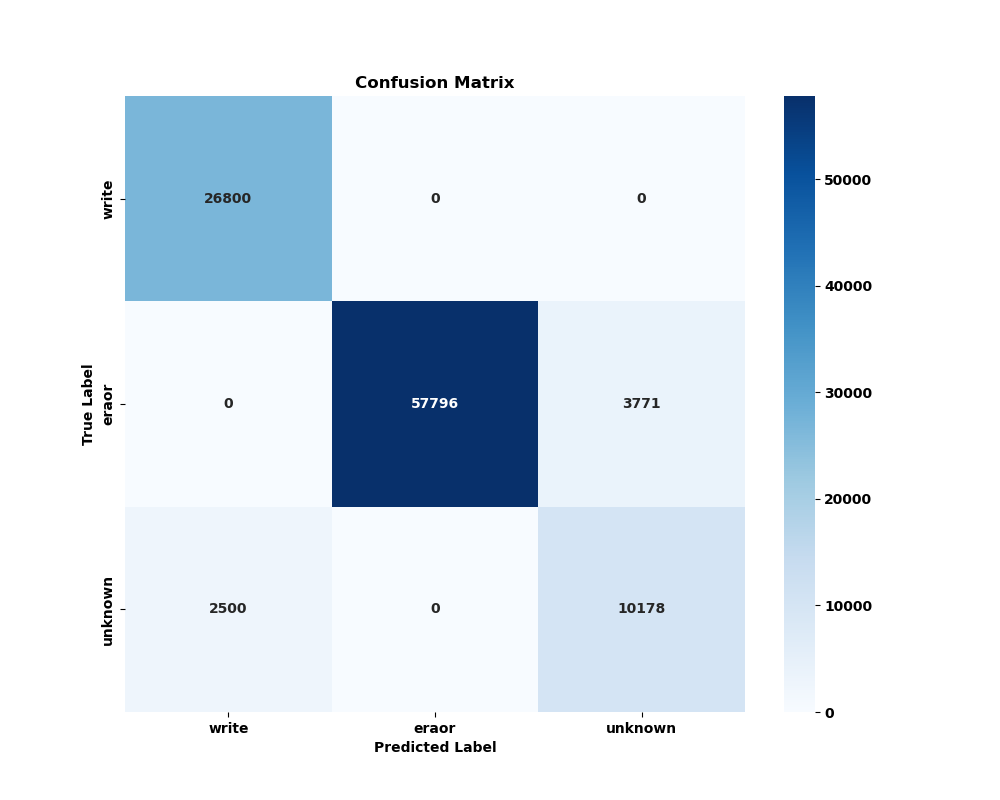 Confusion Matrix
write
26800
0
0
50000
40000
True Label
eraor
0
57796
3771
30000
20000
unknown
2500
0
10178
10000
0
write
eraor
unknown
Predicted Label